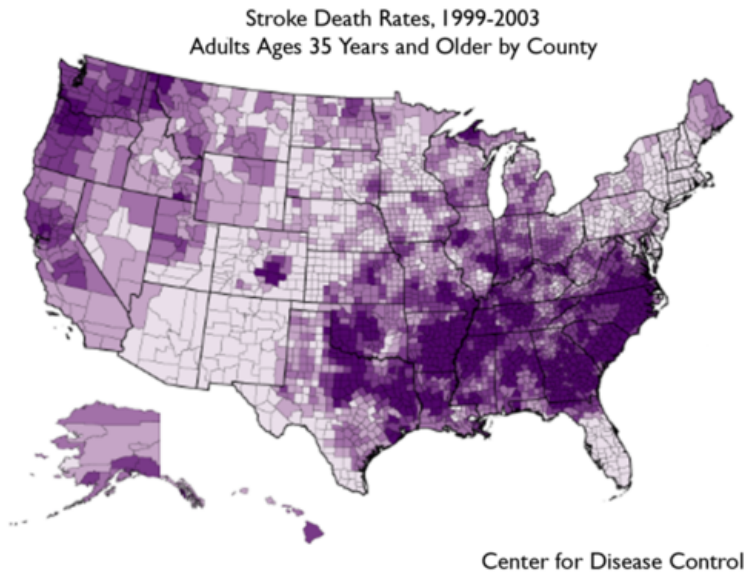 Stroke Death Rates, 1999-2003
Adults Ages 35 Years and Older by County
Center for Disease Control